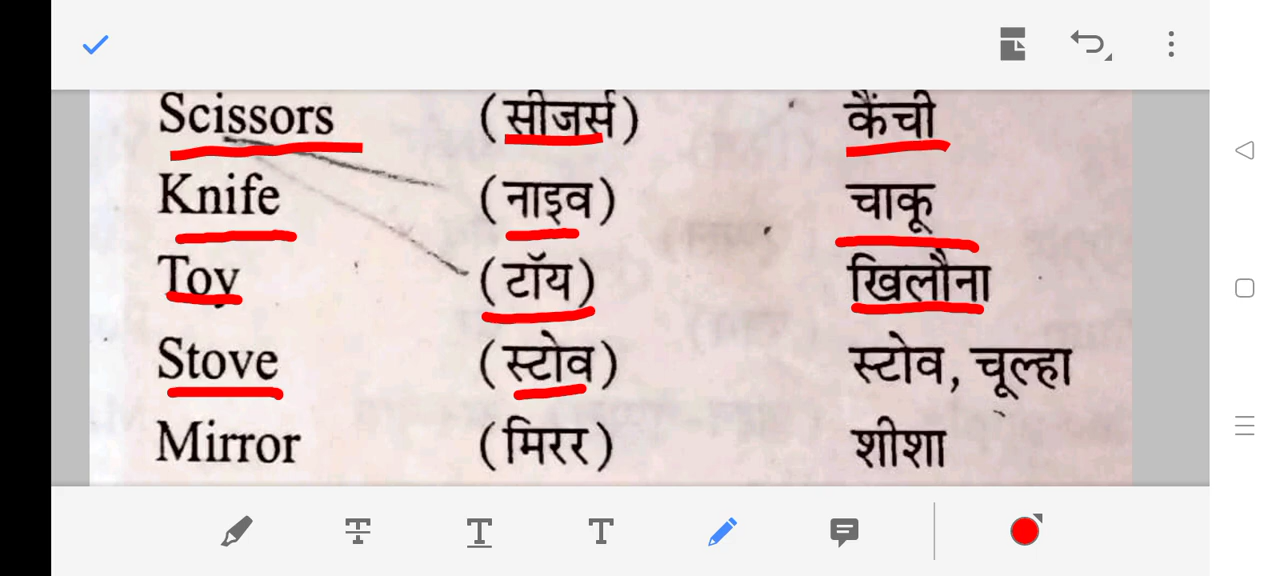 Scissors (सीजर्स) कैंची
Knife (नाइव) चाकू
Toy (टॉय) खिलौना
Stove (स्टोव) स्टोव, चूल्हा
Mirror (मिरर) शीशा